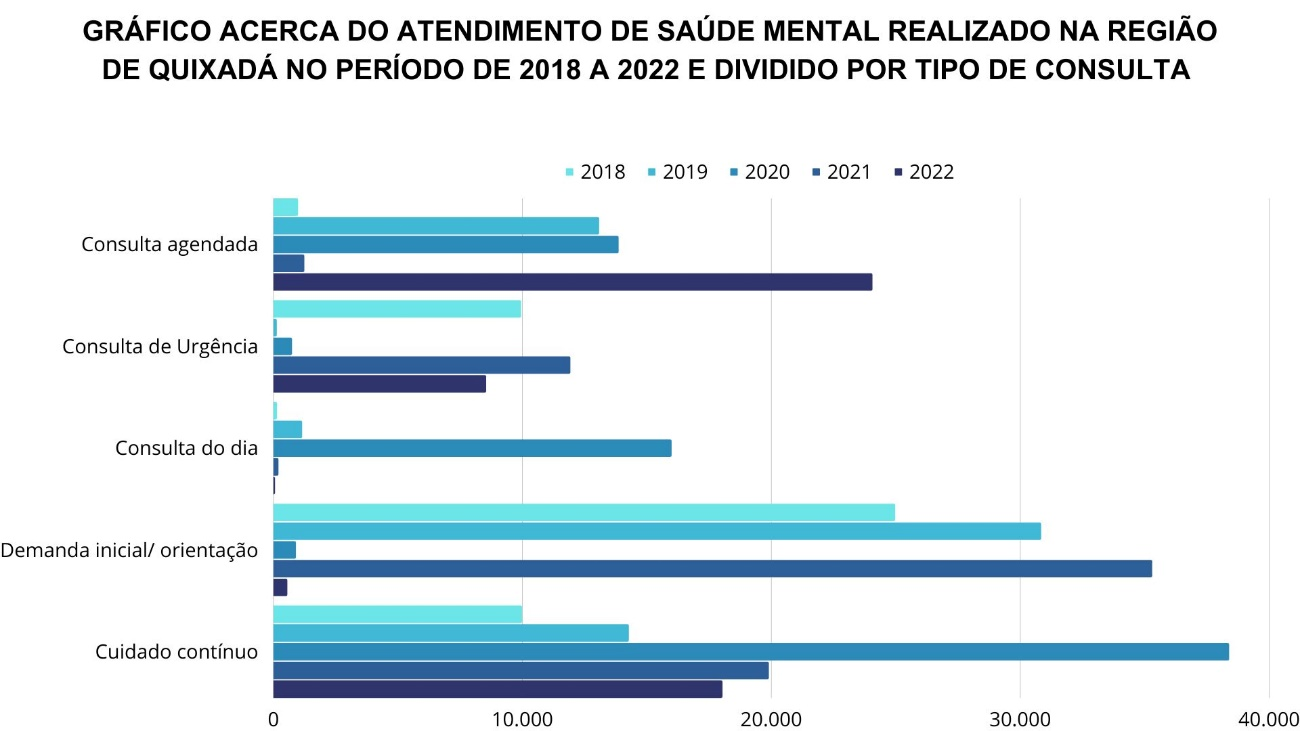 GRÁFICO ACERCA DO ATENDIMENTO DE SAÚDE MENTAL REALIZADO NA REGIÃO
DE QUIXADÁ NO PERÍODO DE 2018 A 2022 E DIVIDIDO POR TIPO DE CONSULTA
2018 2019 2020 2021 2022
Consulta agendada
Consulta de Urgência
Consulta do dia
Demanda inicial/ orientação
Cuidado contínuo
0 10.000 20.000 30.000 40.000